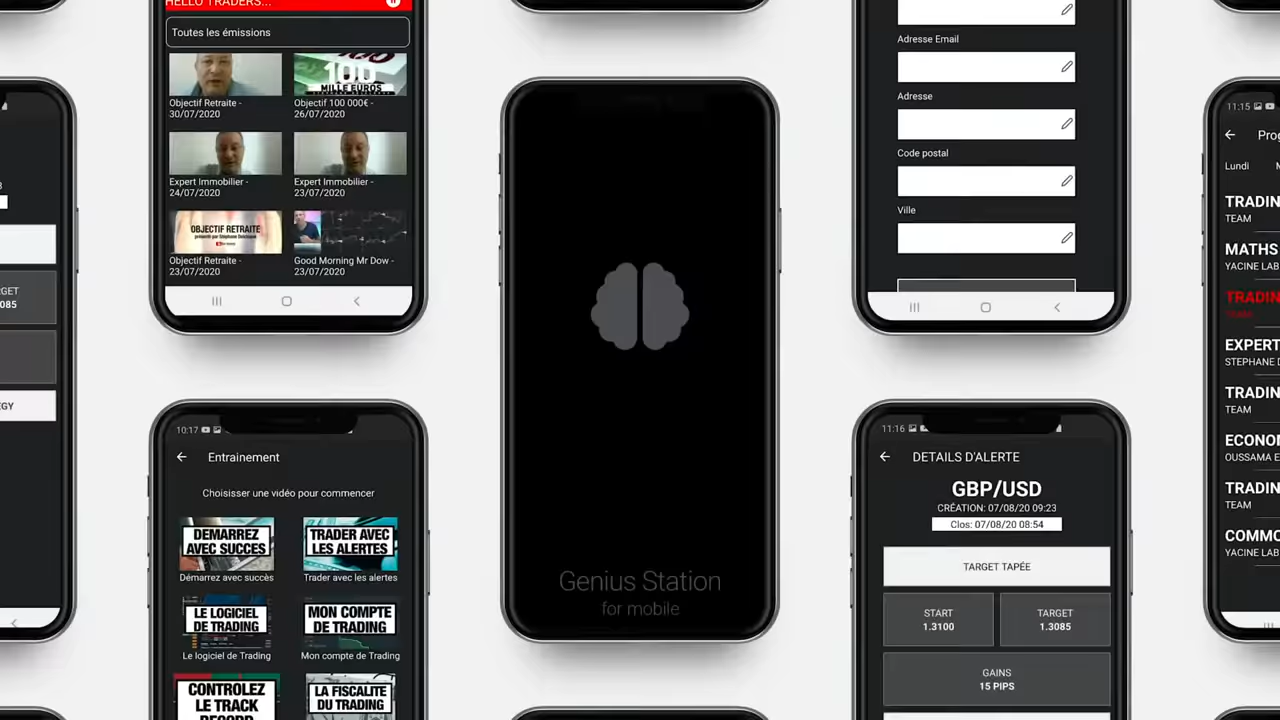 HELLO TRADERS...
Toutes les émissions
Objectif Retraite -
30/07/2020
Objectif 100 000€ -
26/07/2020
100
MILLE EUROS
Expert Immobilier -
24/07/2020
Expert Immobilier -
23/07/2020
OBJECTIF RETRAITE
Objectif Retraite -
23/07/2020
Good Morning Mr Dow -
23/07/2020
085
10:17
Entrainement
Choisisser une vidéo pour commencer
DEMARREZ
AVEC SUCCES
Démarrez avec succès
TRADER AVEC
LES ALERTES
Trader avec les alertes
LE LOGICIEL
DE TRADING
Le logiciel de Trading
MON COMPTE
DE TRADING
Mon compte de Trading
CONTROLEZ
LE TRACK
RECORD
LA FISCALITE
DU TRADING
Genius Station
for mobile
Adresse Email
Adresse
Code postal
Ville
11:16
DETAILS D'ALERTE
GBP/USD
CRÉATION: 07/08/20 09:23
Clos: 07/08/20 08:54
TARGET TAPÉE
START
1.3100
TARGET
1.3085
GAINS
15 PIPS
11:15
Prog
Lundi
TRADIN
TEAM
MATHS
YACINE LAB
TRADIN
EXPERT
STEPHANE D
TRADIN
TEAM
ECONO
OUSSAMA E
TRADIN
TEAM
COMMO
YACINE LAB